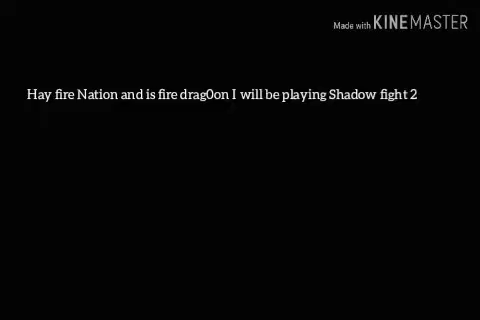 Made with KINEMASTER
Hay fire Nation and is fire drag0on I will be playing Shadow fight 2